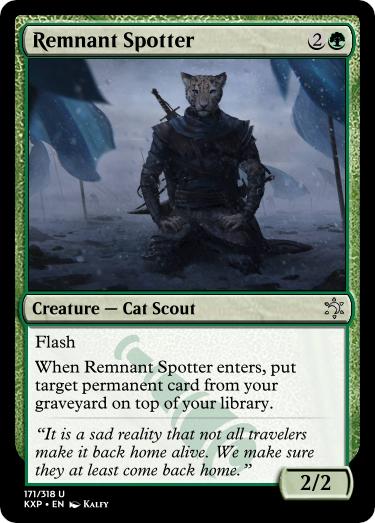 Remnant Spotter 2
Creature — Cat Scout
Flash
When Remnant Spotter enters, put
target permanent card from your
graveyard on top of your library.
“It is a sad reality that not all travelers
make it back home alive. We make sure
they at least come back home.”
2/2
171/318 U
KXP • EN Kalfy